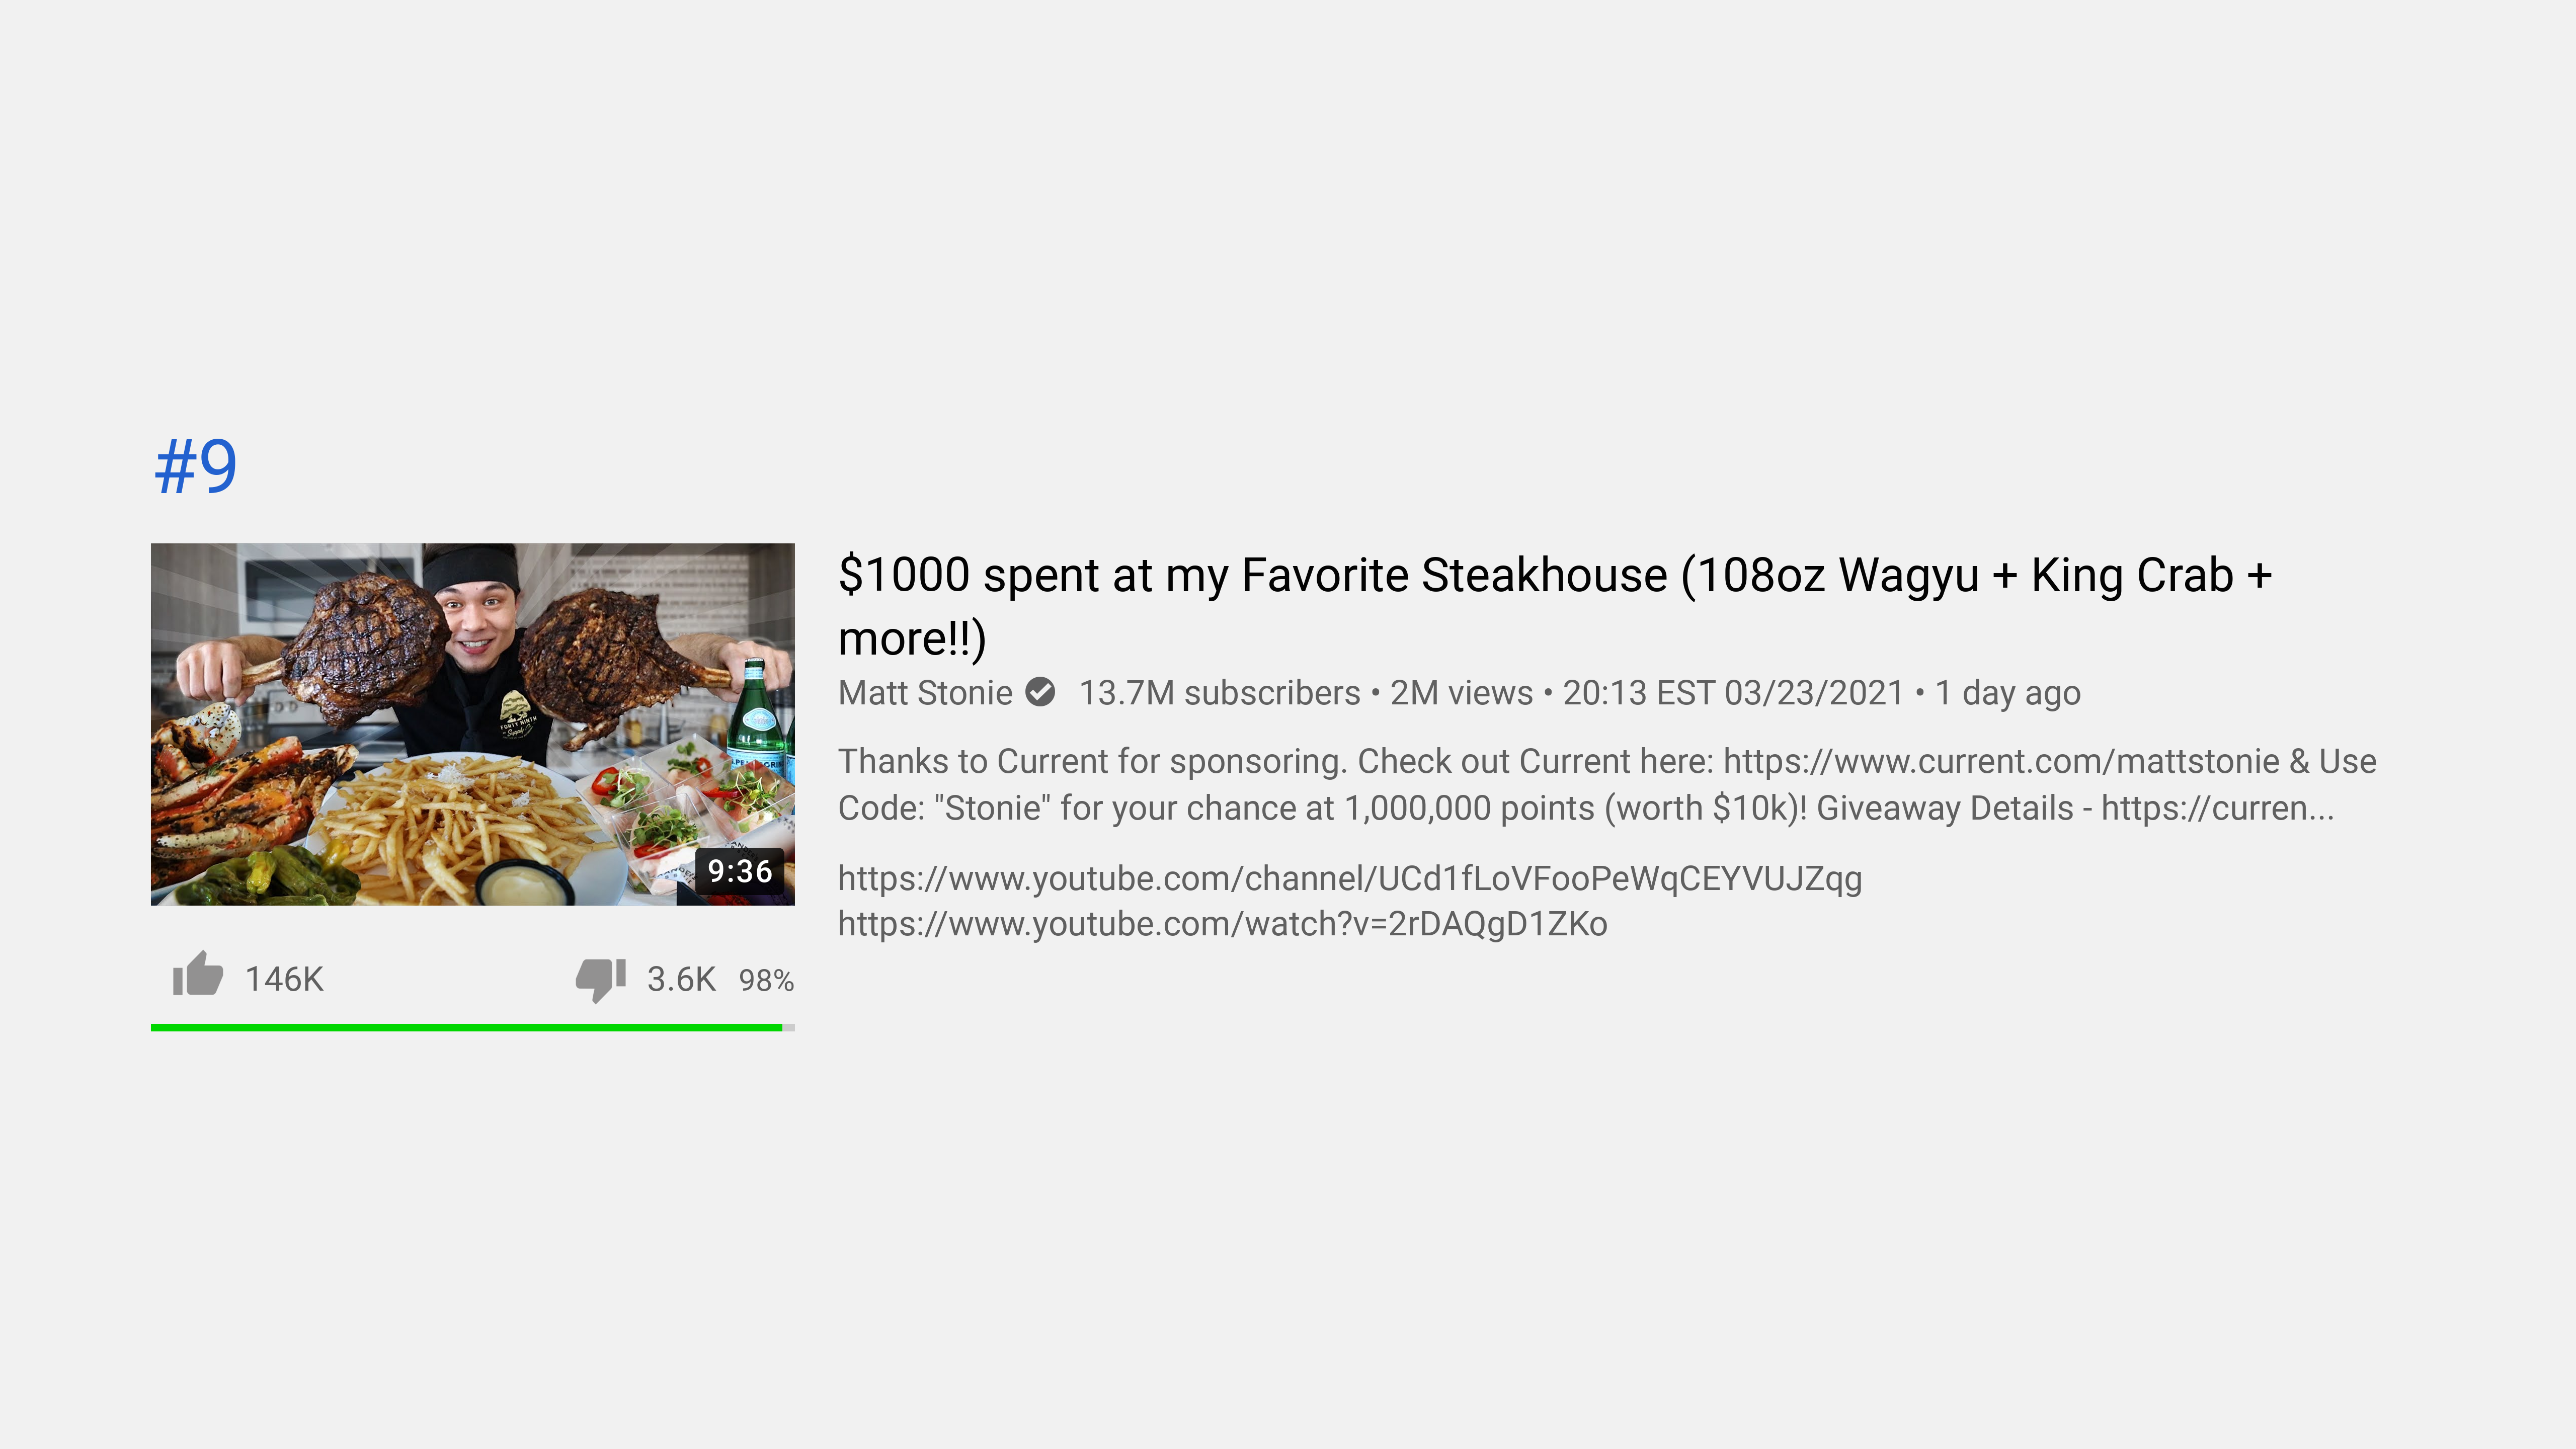 #9
$1000 spent at my Favorite Steakhouse (108oz Wagyu + King Crab +
more!!)
Matt Stonie 13.7M subscribers • 2M views • 20:13 EST 03/23/2021 • 1 day ago
Thanks to Current for sponsoring. Check out Current here: https://www.current.com/mattstonie & Use
Code: "Stonie" for your chance at 1,000,000 points (worth $10k)! Giveaway Details - https://curren...
https://www.youtube.com/channel/UCd1fLoVFooPeWqCEYVUJZqg
https://www.youtube.com/watch?v=2rDAQgD1ZKo
FORTY NINTH
Supply
9:36
146K 3.6K 98%